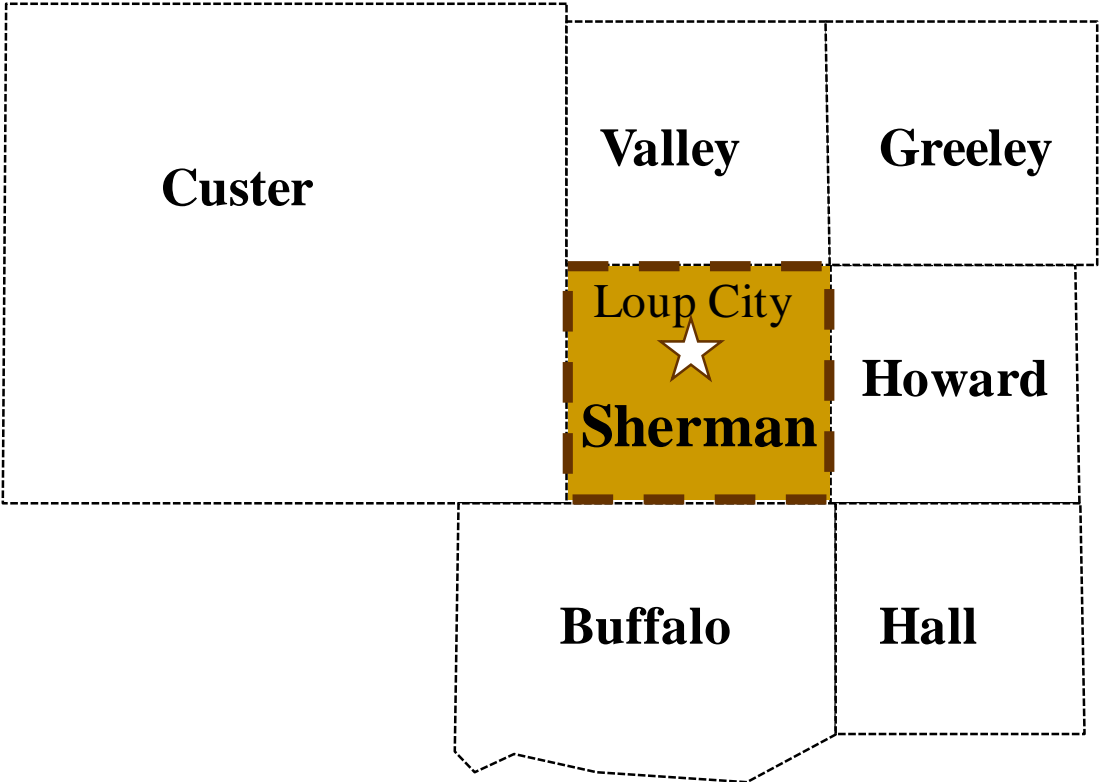 Valley
Greeley
Custer
Loup City
Howard
Sherman
Buffalo
Hall